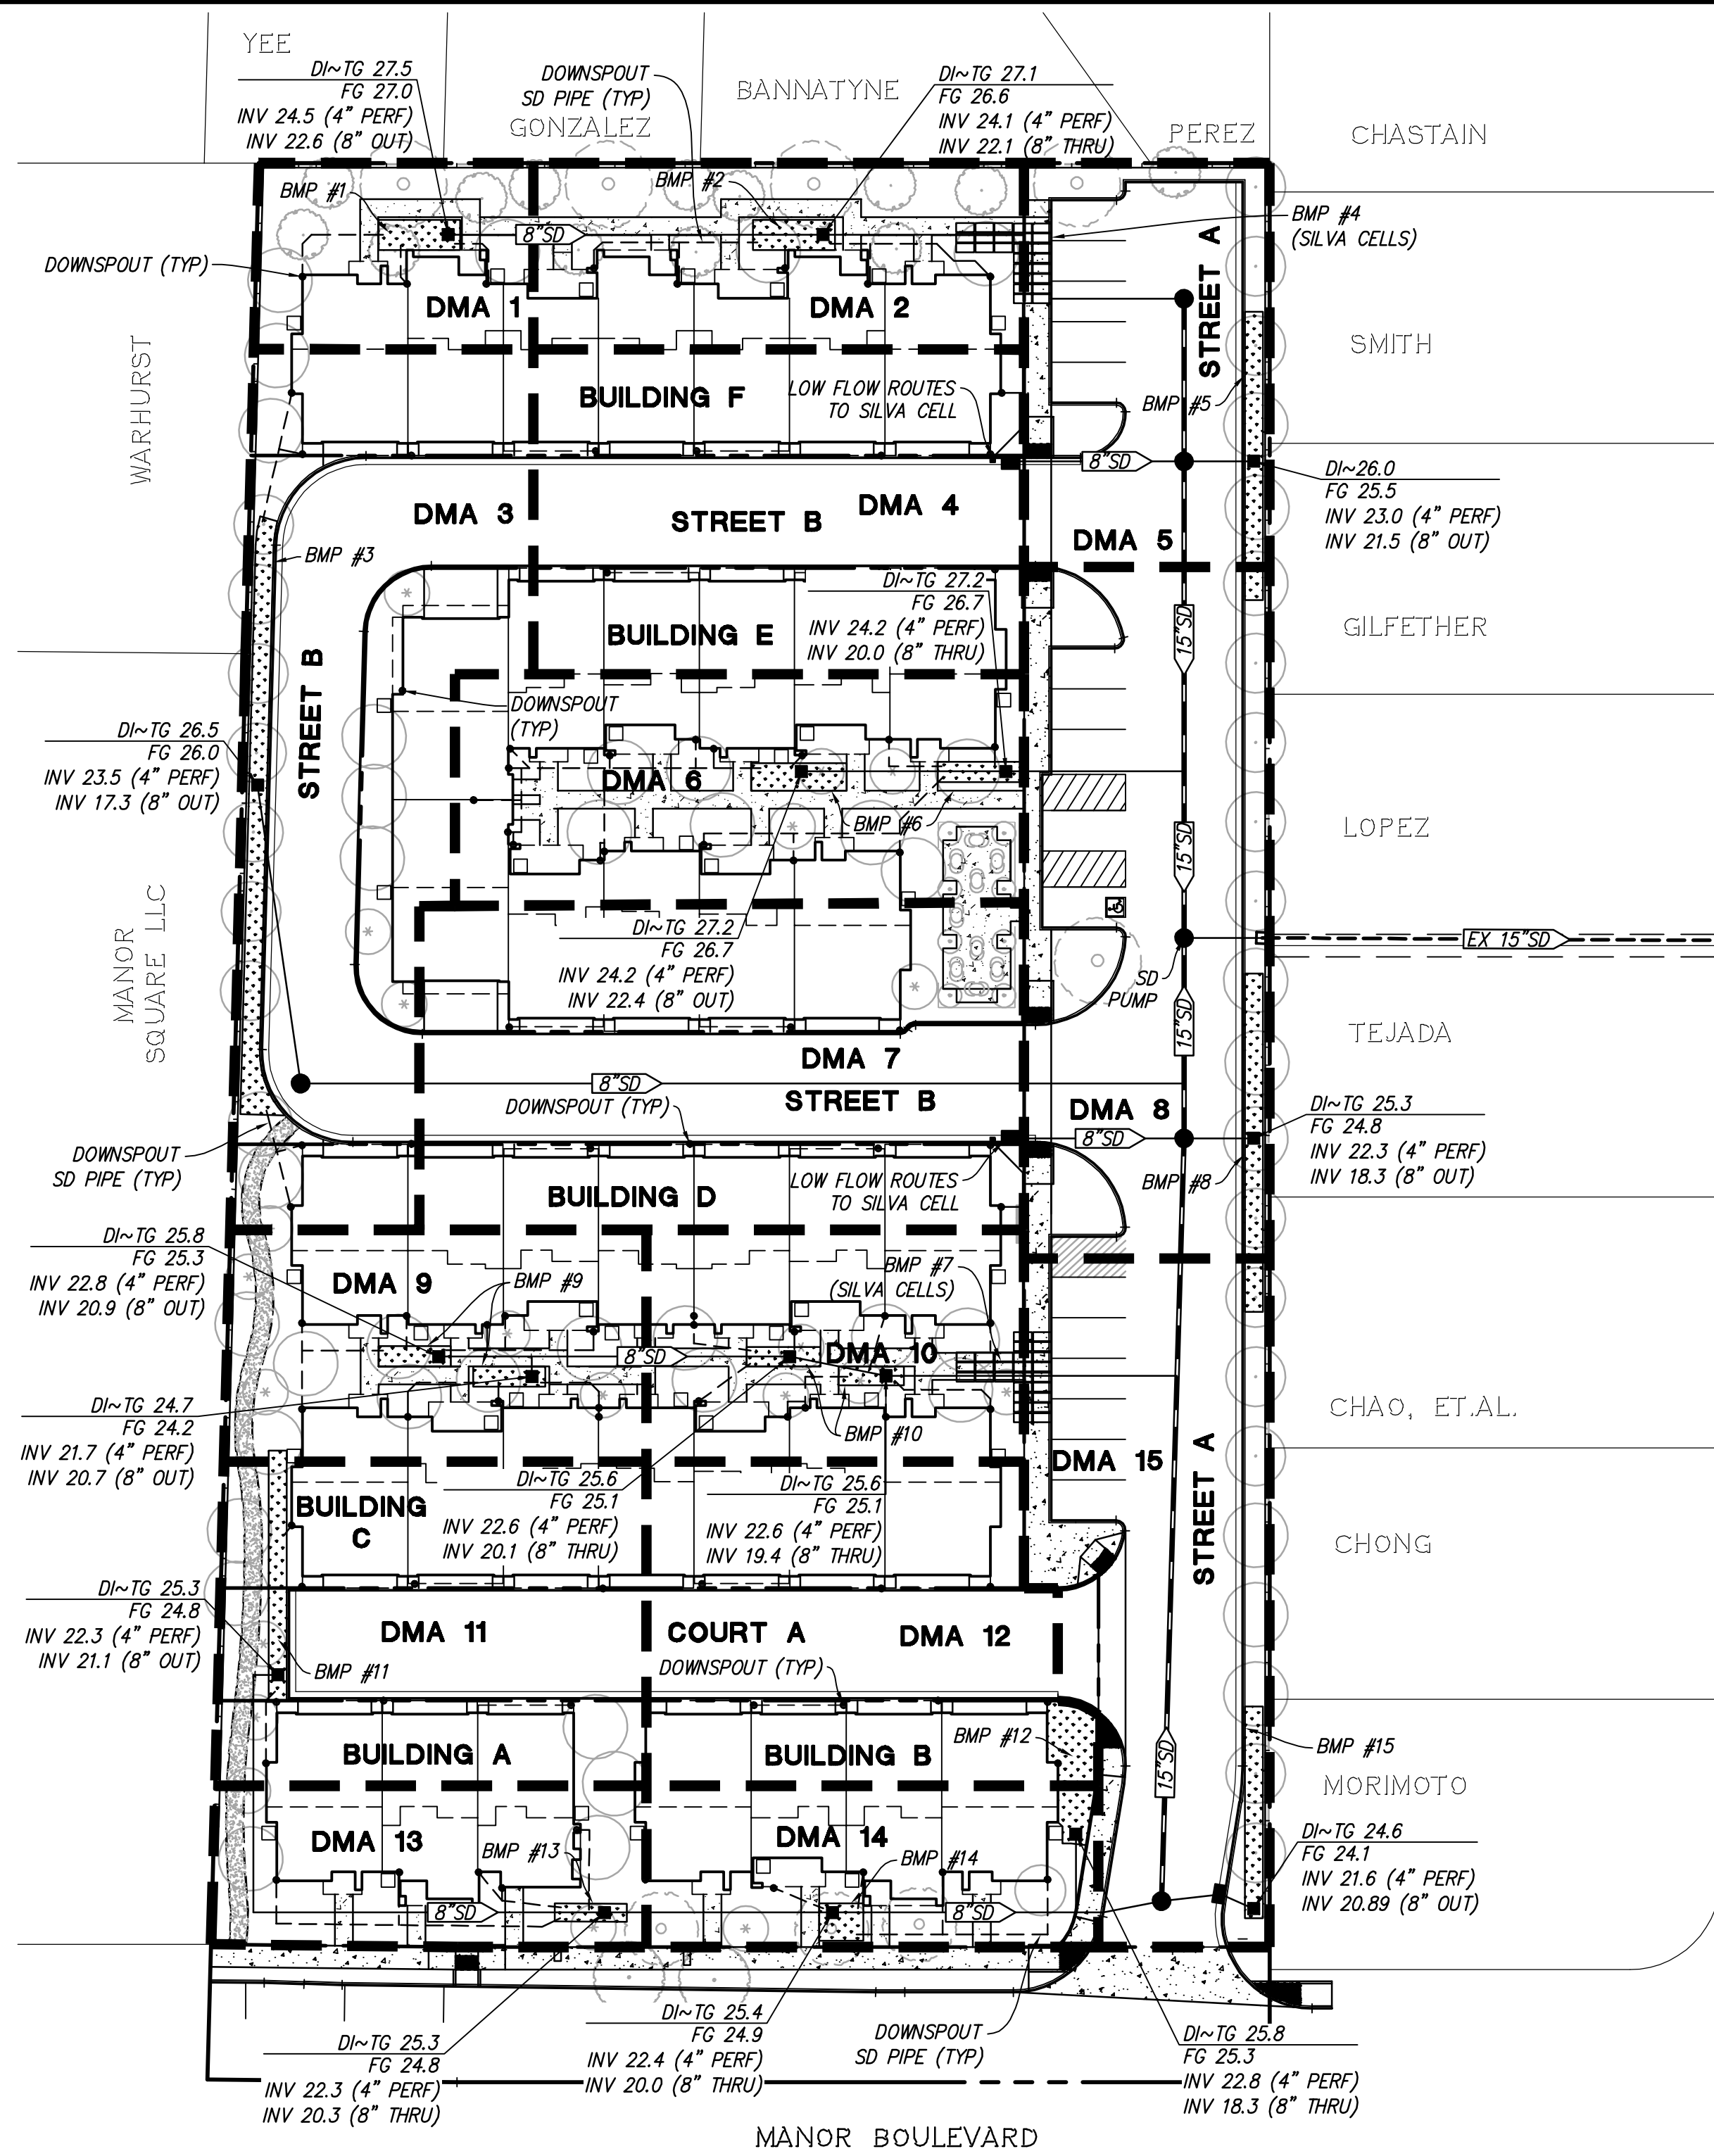 YEE
DI~TG 27.5
FG 27.0
INV 24.5 (4" PERF)
INV 22.6 (8" OUT)
DOWNSPOUT
SD PIPE (TYP)
GONZALEZ
BANNATYNE
DI~TG 27.1
FG 26.6
INV 24.1 (4" PERF)
INV 22.1 (8" THRU)
PEREZ
CHASTAIN
BMP #1
BMP #2
BMP #4
(SILVA CELLS)
8"SD
DOWNSPOUT (TYP)
DMA 1
DMA 2
STREET A
SMITH
WARHURST
BUILDING F
LOW FLOW ROUTES
TO SILVA CELL
BMP #5
8"SD
DI~26.0
FG 25.5
INV 23.0 (4" PERF)
INV 21.5 (8" OUT)
DMA 3
STREET B
DMA 4
DMA 5
BMP #3
DI~TG 27.2
FG 26.7
INV 24.2 (4" PERF)
INV 20.0 (8" THRU)
BUILDING E
15"SD
GILFETHER
STREET B
DOWNSPOUT
(TYP)
DI~TG 26.5
FG 26.0
INV 23.5 (4" PERF)
INV 17.3 (8" OUT)
DMA 6
BMP #6
15"SD
LOPEZ
MANOR
SQUARE LLC
DI~TG 27.2
FG 26.7
INV 24.2 (4" PERF)
INV 22.4 (8" OUT)
EX 15"SD
SD
PUMP
15"SD
TEJADA
DMA 7
8"SD
STREET B
DOWNSPOUT (TYP)
DMA 8
8"SD
DI~TG 25.3
FG 24.8
INV 22.3 (4" PERF)
INV 18.3 (8" OUT)
DOWNSPOUT
SD PIPE (TYP)
BUILDING D
LOW FLOW ROUTES
TO SILVA CELL
BMP #8
DI~TG 25.8
FG 25.3
INV 22.8 (4" PERF)
INV 20.9 (8" OUT)
DMA 9
BMP #9
BMP #7
(SILVA CELLS)
8"SD
DMA 10
DI~TG 24.7
FG 24.2
INV 21.7 (4" PERF)
INV 20.7 (8" OUT)
BMP #10
CHAO, ET.AL.
DMA 15
STREET A
DI~TG 25.6
FG 25.1
INV 22.6 (4" PERF)
INV 20.1 (8" THRU)
DI~TG 25.6
FG 25.1
INV 22.6 (4" PERF)
INV 19.4 (8" THRU)
BUILDING
C
CHONG
DI~TG 25.3
FG 24.8
INV 22.3 (4" PERF)
INV 21.1 (8" OUT)
DMA 11
COURT A
DMA 12
BMP #11
DOWNSPOUT (TYP)
BUILDING A
BUILDING B
BMP #12
15"SD
BMP #15
MORIMOTO
DMA 13
BMP #13
DMA 14
BMP #14
DI~TG 24.6
FG 24.1
INV 21.6 (4" PERF)
INV 20.89 (8" OUT)
8"SD
8"SD
DI~TG 25.3
FG 24.8
INV 22.3 (4" PERF)
INV 20.3 (8" THRU)
DI~TG 25.4
FG 24.9
INV 22.4 (4" PERF)
INV 20.0 (8" THRU)
DOWNSPOUT
SD PIPE (TYP)
DI~TG 25.8
FG 25.3
INV 22.8 (4" PERF)
INV 18.3 (8" THRU)
MANOR BOULEVARD